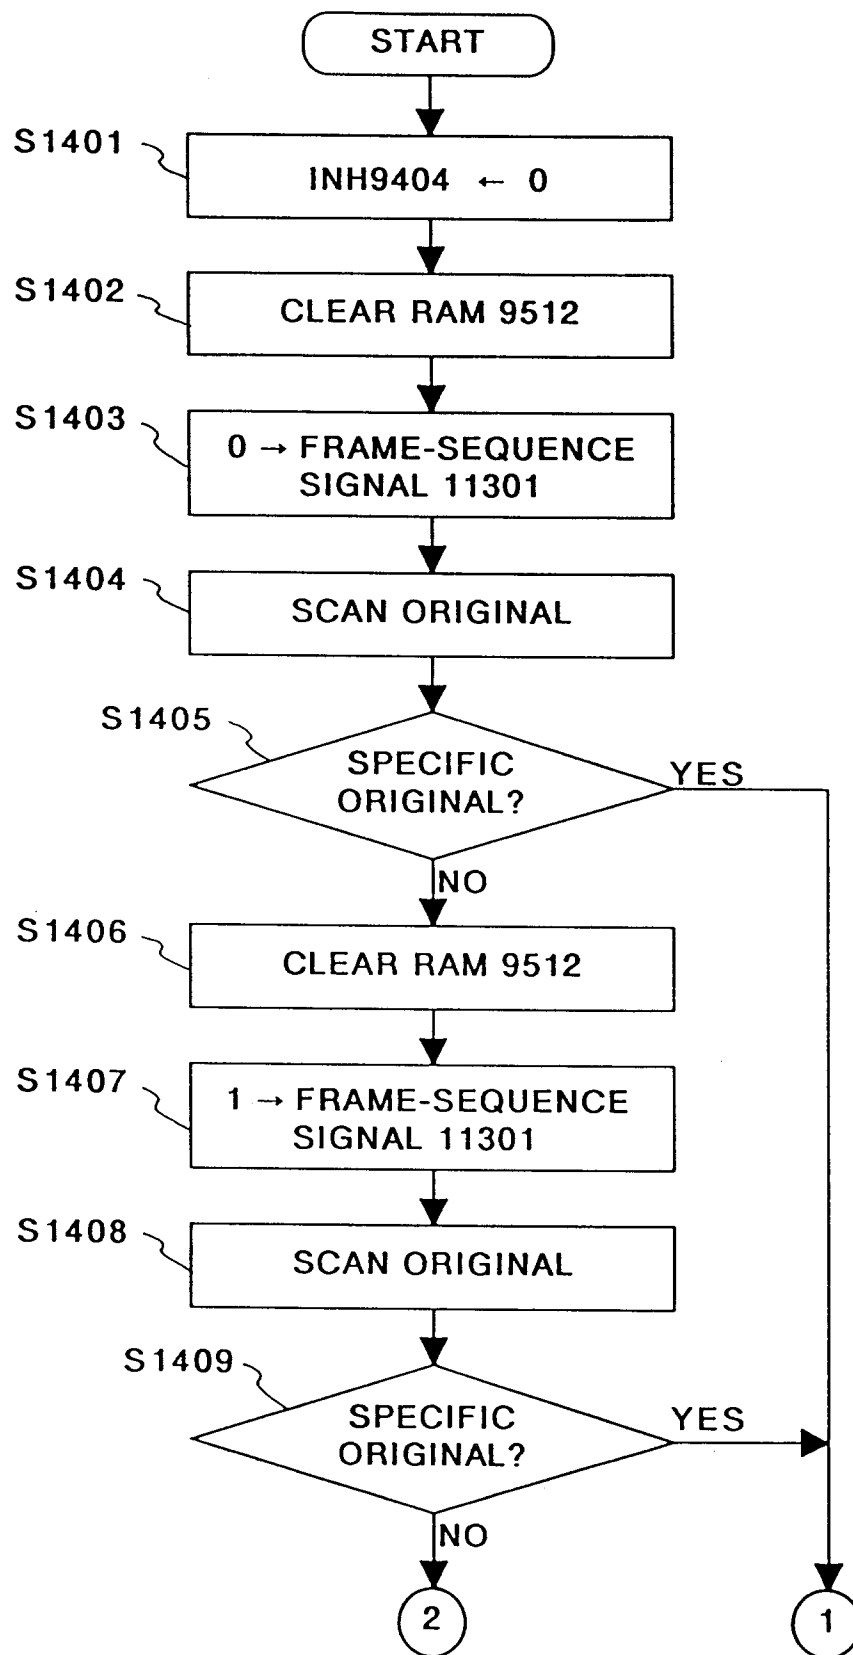 START
S1401
INH9404 ← 0
S1402
CLEAR RAM 9512
S1403
0 → FRAME-SEQUENCE
SIGNAL 11301
S1404
SCAN ORIGINAL
S1405
SPECIFIC
ORIGINAL?
YES
NO
S1406
CLEAR RAM 9512
S1407
1 → FRAME-SEQUENCE
SIGNAL 11301
S1408
SCAN ORIGINAL
S1409
SPECIFIC
ORIGINAL?
YES
NO
2
1